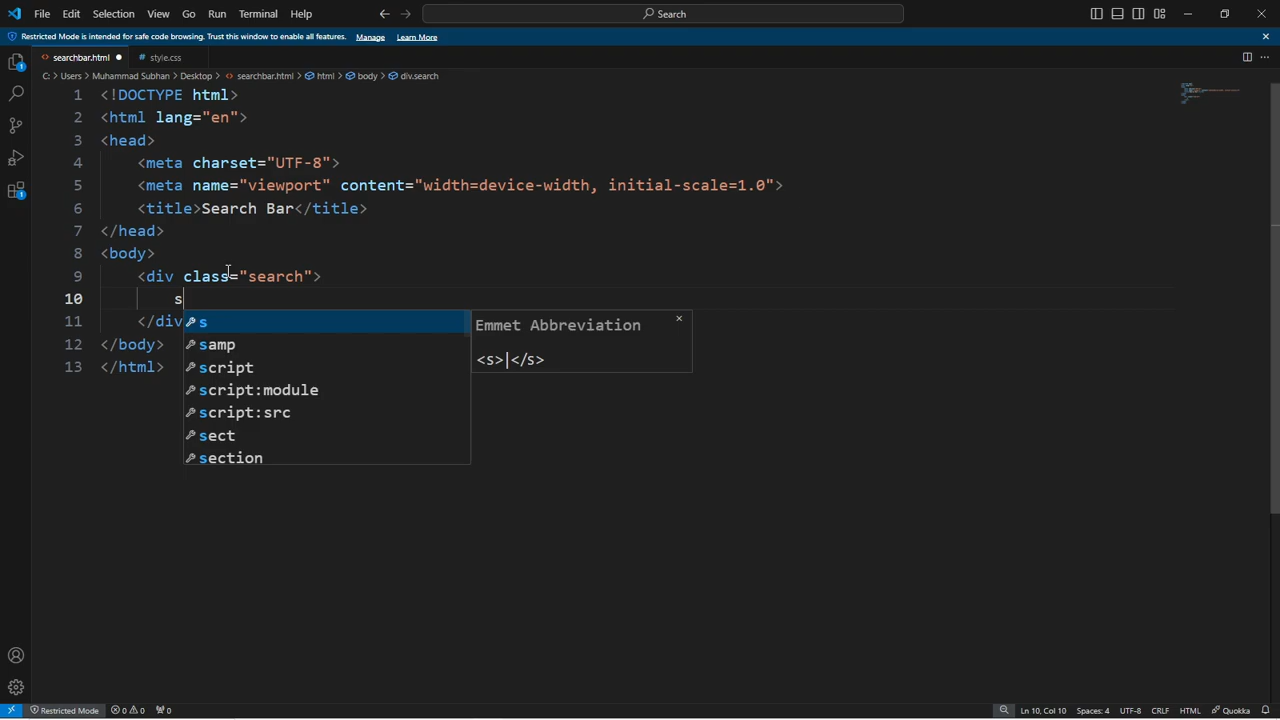 File Edit Selection View Go Run Terminal Help Search
Restricted Mode is intended for safe code browsing. Trust this window to enable all features. Manage Learn More
searchbar.html style.css
C: > Users > Muhammad Subhan > Desktop > searchbar.html > html > body > div.search
1 <!DOCTYPE html>
2 <html lang="en">
3 <head>
4 <meta charset="UTF-8">
5 <meta name="viewport" content="width=device-width, initial-scale=1.0">
6 <title>Search Bar</title>
7 </head>
8 <body>
9 <div class="search">
10 s
11 </div
12 </body>
13 </html>
s
samp
script
script:module
script:src
sect
section
Emmet Abbreviation
<s>|</s>
1
1
Restricted Mode 0 0 0 Ln 10, Col 10 Spaces: 4 UTF-8 CRLF HTML Quokka